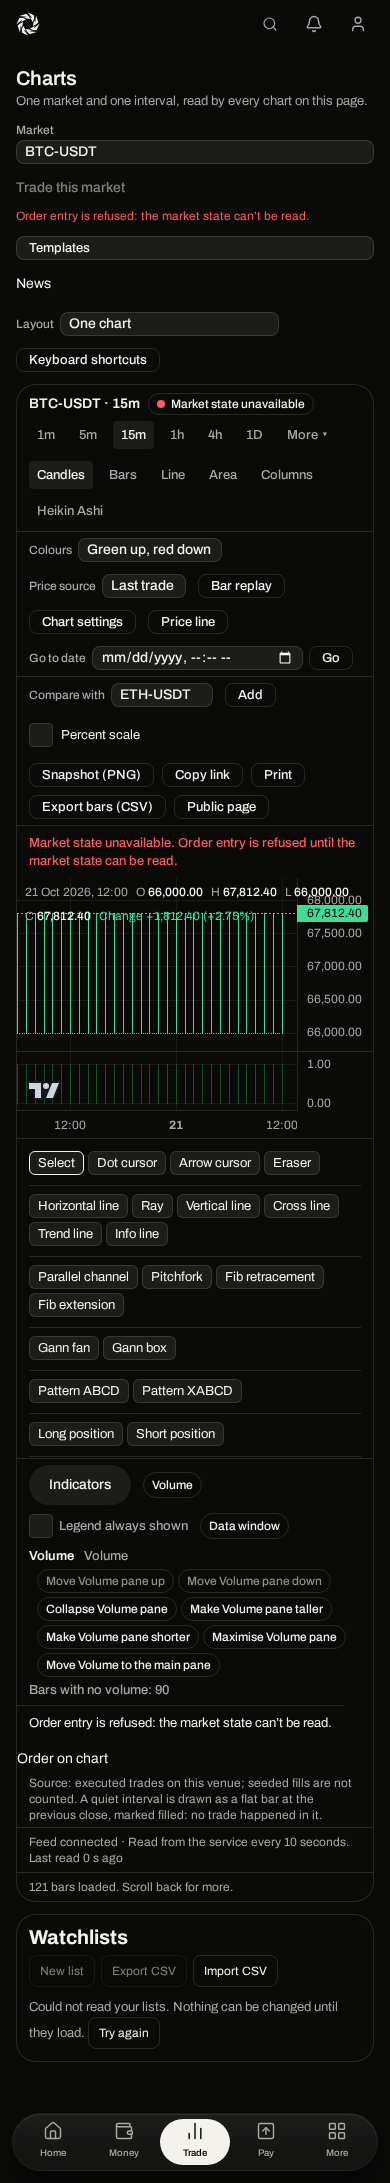 Charts
One market and one interval, read by every chart on this page.
Market
BTC-USDT
Trade this market
Order entry is refused: the market state can't be read.
Templates
News
Layout One chart
Keyboard shortcuts
BTC-USDT · 15m Market state unavailable
1m 5m 15m 1h 4h 1D More ▾
Candles Bars Line Area Columns
Heikin Ashi
Colours Green up, red down
Price source Last trade Bar replay
Chart settings Price line
Go to date mm/dd/yyyy, --:-- -- Go
Compare with ETH-USDT Add
Percent scale
Snapshot (PNG) Copy link Print
Export bars (CSV) Public page
Market state unavailable. Order entry is refused until the
market state can be read.
21 Oct 2026, 12:00 O 66,000.00 H 67,812.40 L 66,000.00
68,000.00
C 67,812.40 Change +1,812.40 (+2.75%)
67,812.40
67,500.00
67,000.00
66,500.00
66,000.00
1.00
0.00
12:00 21 12:00
Select Dot cursor Arrow cursor Eraser
Horizontal line Ray Vertical line Cross line
Trend line Info line
Parallel channel Pitchfork Fib retracement
Fib extension
Gann fan Gann box
Pattern ABCD Pattern XABCD
Long position Short position
Indicators Volume
Legend always shown Data window
Volume Volume
Move Volume pane up Move Volume pane down
Collapse Volume pane Make Volume pane taller
Make Volume pane shorter Maximise Volume pane
Move Volume to the main pane
Bars with no volume: 90
Order entry is refused: the market state can't be read.
Order on chart
Source: executed trades on this venue; seeded fills are not
counted. A quiet interval is drawn as a flat bar at the
previous close, marked filled: no trade happened in it.
Feed connected · Read from the service every 10 seconds.
Last read 0 s ago
121 bars loaded. Scroll back for more.
Watchlists
New list Export CSV Import CSV
Could not read your lists. Nothing can be changed until
they load. Try again
Home Money Trade Pay More